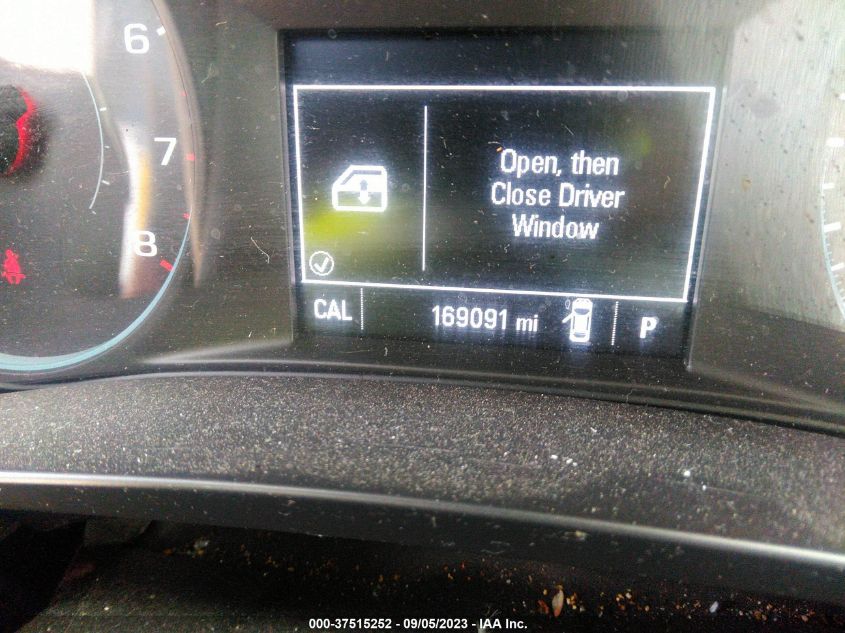 6
7
8
Open, then
Close Driver
Window
CAL 169091 mi P
000-37515252 - 09/05/2023 - IAA Inc.